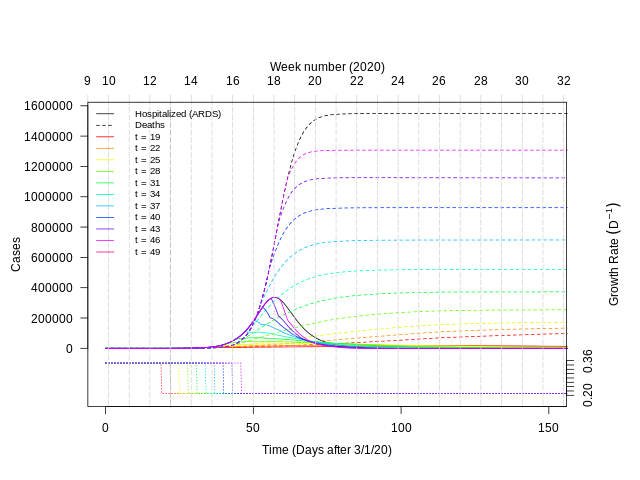 Week number (2020)
9 10 12 14 16 18 20 22 24 26 28 30 32
1600000
1400000
1200000
1000000
800000
600000
400000
200000
0
Cases
Hospitalized (ARDS)
Deaths
t = 19
t = 22
t = 25
t = 28
t = 31
t = 34
t = 37
t = 40
t = 43
t = 46
t = 49
Growth Rate (D⁻¹)
0.36
0.20
0 50 100 150
Time (Days after 3/1/20)